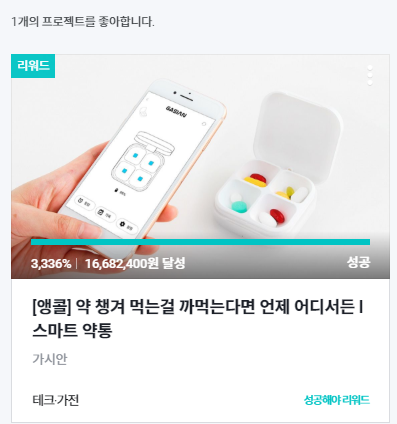 1개의 프로젝트를 좋아합니다.
리워드
GASIAN
3,336% | 16,682,400원 달성
성공
[앵콜] 약 챙겨 먹는걸 까먹는다면 언제 어디서든 I
스마트 약통
가시안
테크·가전
성공해야 리워드